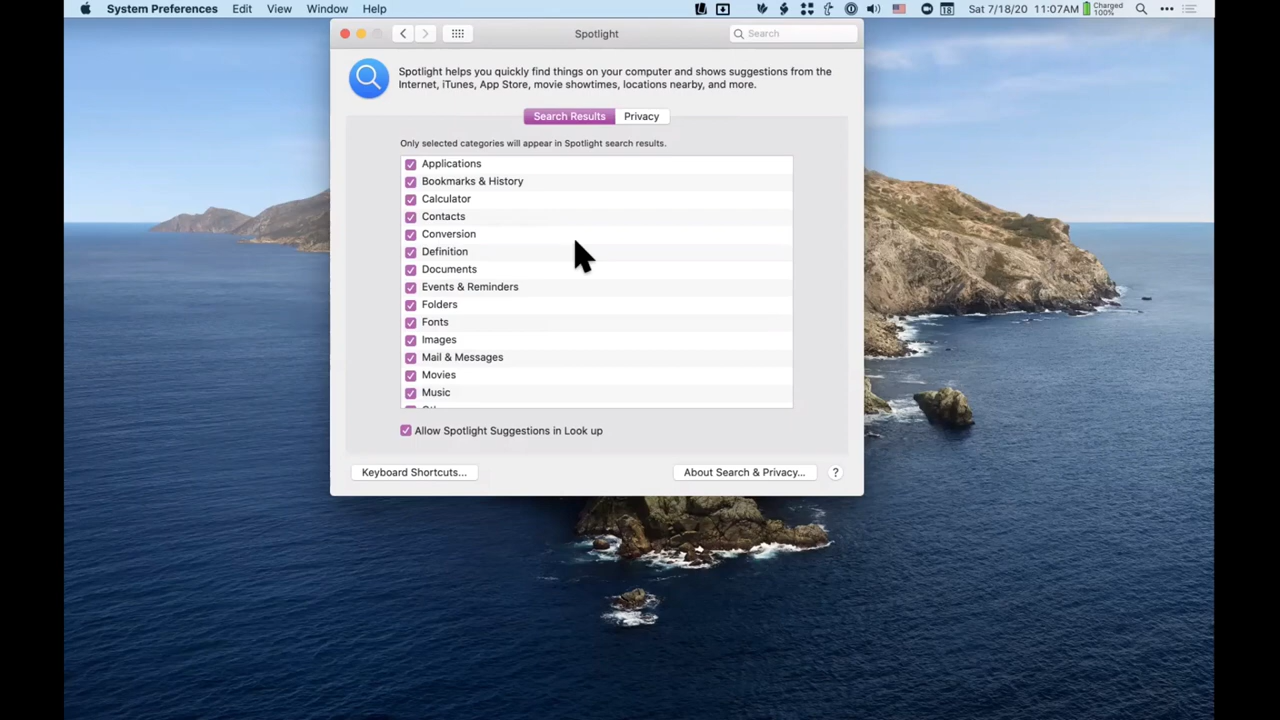 System Preferences Edit View Window Help
18
Sat 7/18/20 11:07AM
Charged
100%
Spotlight
Search
Spotlight helps you quickly find things on your computer and shows suggestions from the
Internet, iTunes, App Store, movie showtimes, locations nearby, and more.
Search Results Privacy
Only selected categories will appear in Spotlight search results.
Applications
Bookmarks & History
Calculator
Contacts
Conversion
Definition
Documents
Events & Reminders
Folders
Fonts
Images
Mail & Messages
Movies
Music
Allow Spotlight Suggestions in Look up
Keyboard Shortcuts... About Search & Privacy... ?